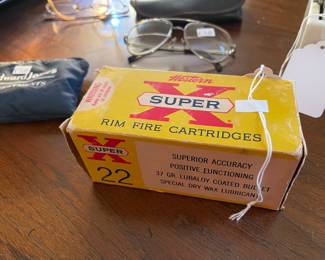 Western
X
SUPER
RIM FIRE CARTRIDGES
X
SUPER
22
SUPERIOR ACCURACY
POSITIVE FUNCTIONING
37 GR. LUBALOY COATED BULLET
SPECIAL DRY WAX LUBRICANT